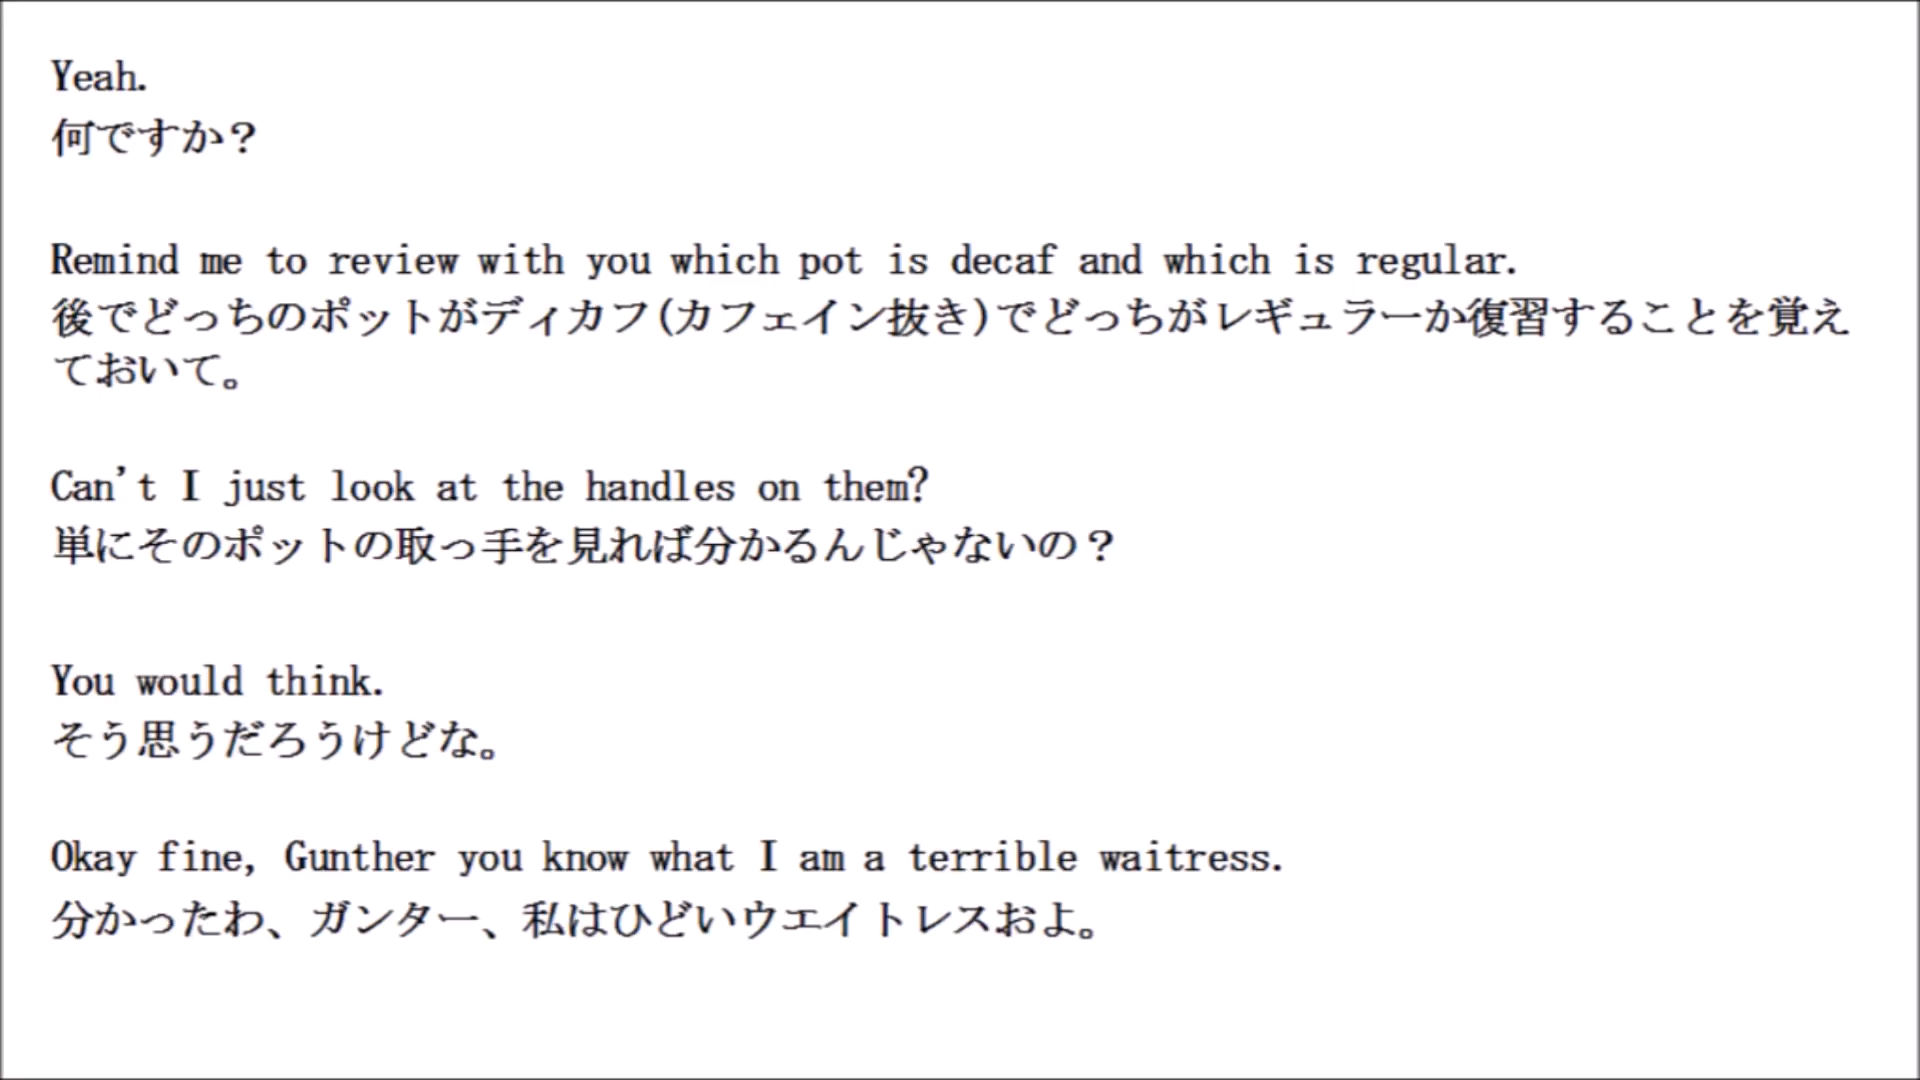 Yeah.
何ですか？
Remind me to review with you which pot is decaf and which is regular.
後でどっちのポットがディカフ(カフェイン抜き)でどっちがレギュラーか復習することを覚え
ておいて。
Can't I just look at the handles on them?
単にそのポットの取っ手を見れば分かるんじゃないの？
You would think.
そう思うだろうけどな。
Okay fine, Gunther you know what I am a terrible waitress.
分かったわ、ガンター、私はひどいウエイトレスおよ。